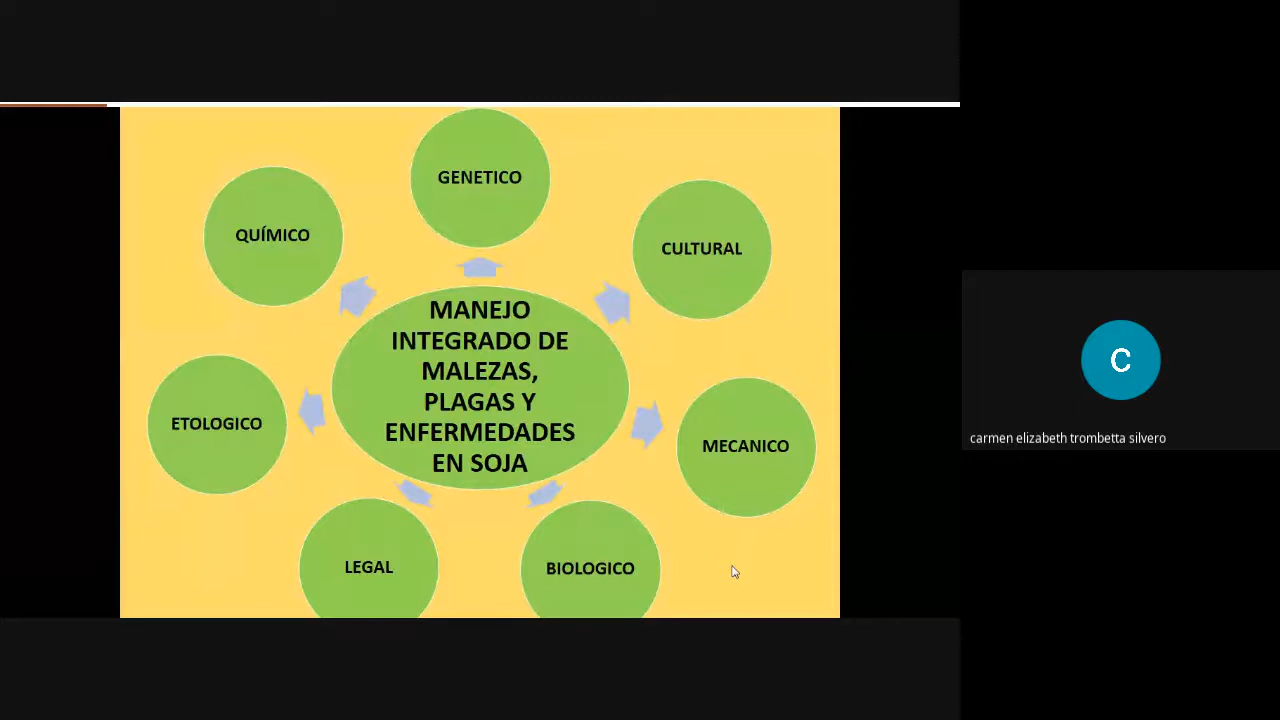 GENETICO
QUÍMICO
CULTURAL
MANEJO
INTEGRADO DE
MALEZAS,
PLAGAS Y
ENFERMEDADES
EN SOJA
ETOLOGICO
MECANICO
LEGAL
BIOLOGICO
C
carmen elizabeth trombetta silvero